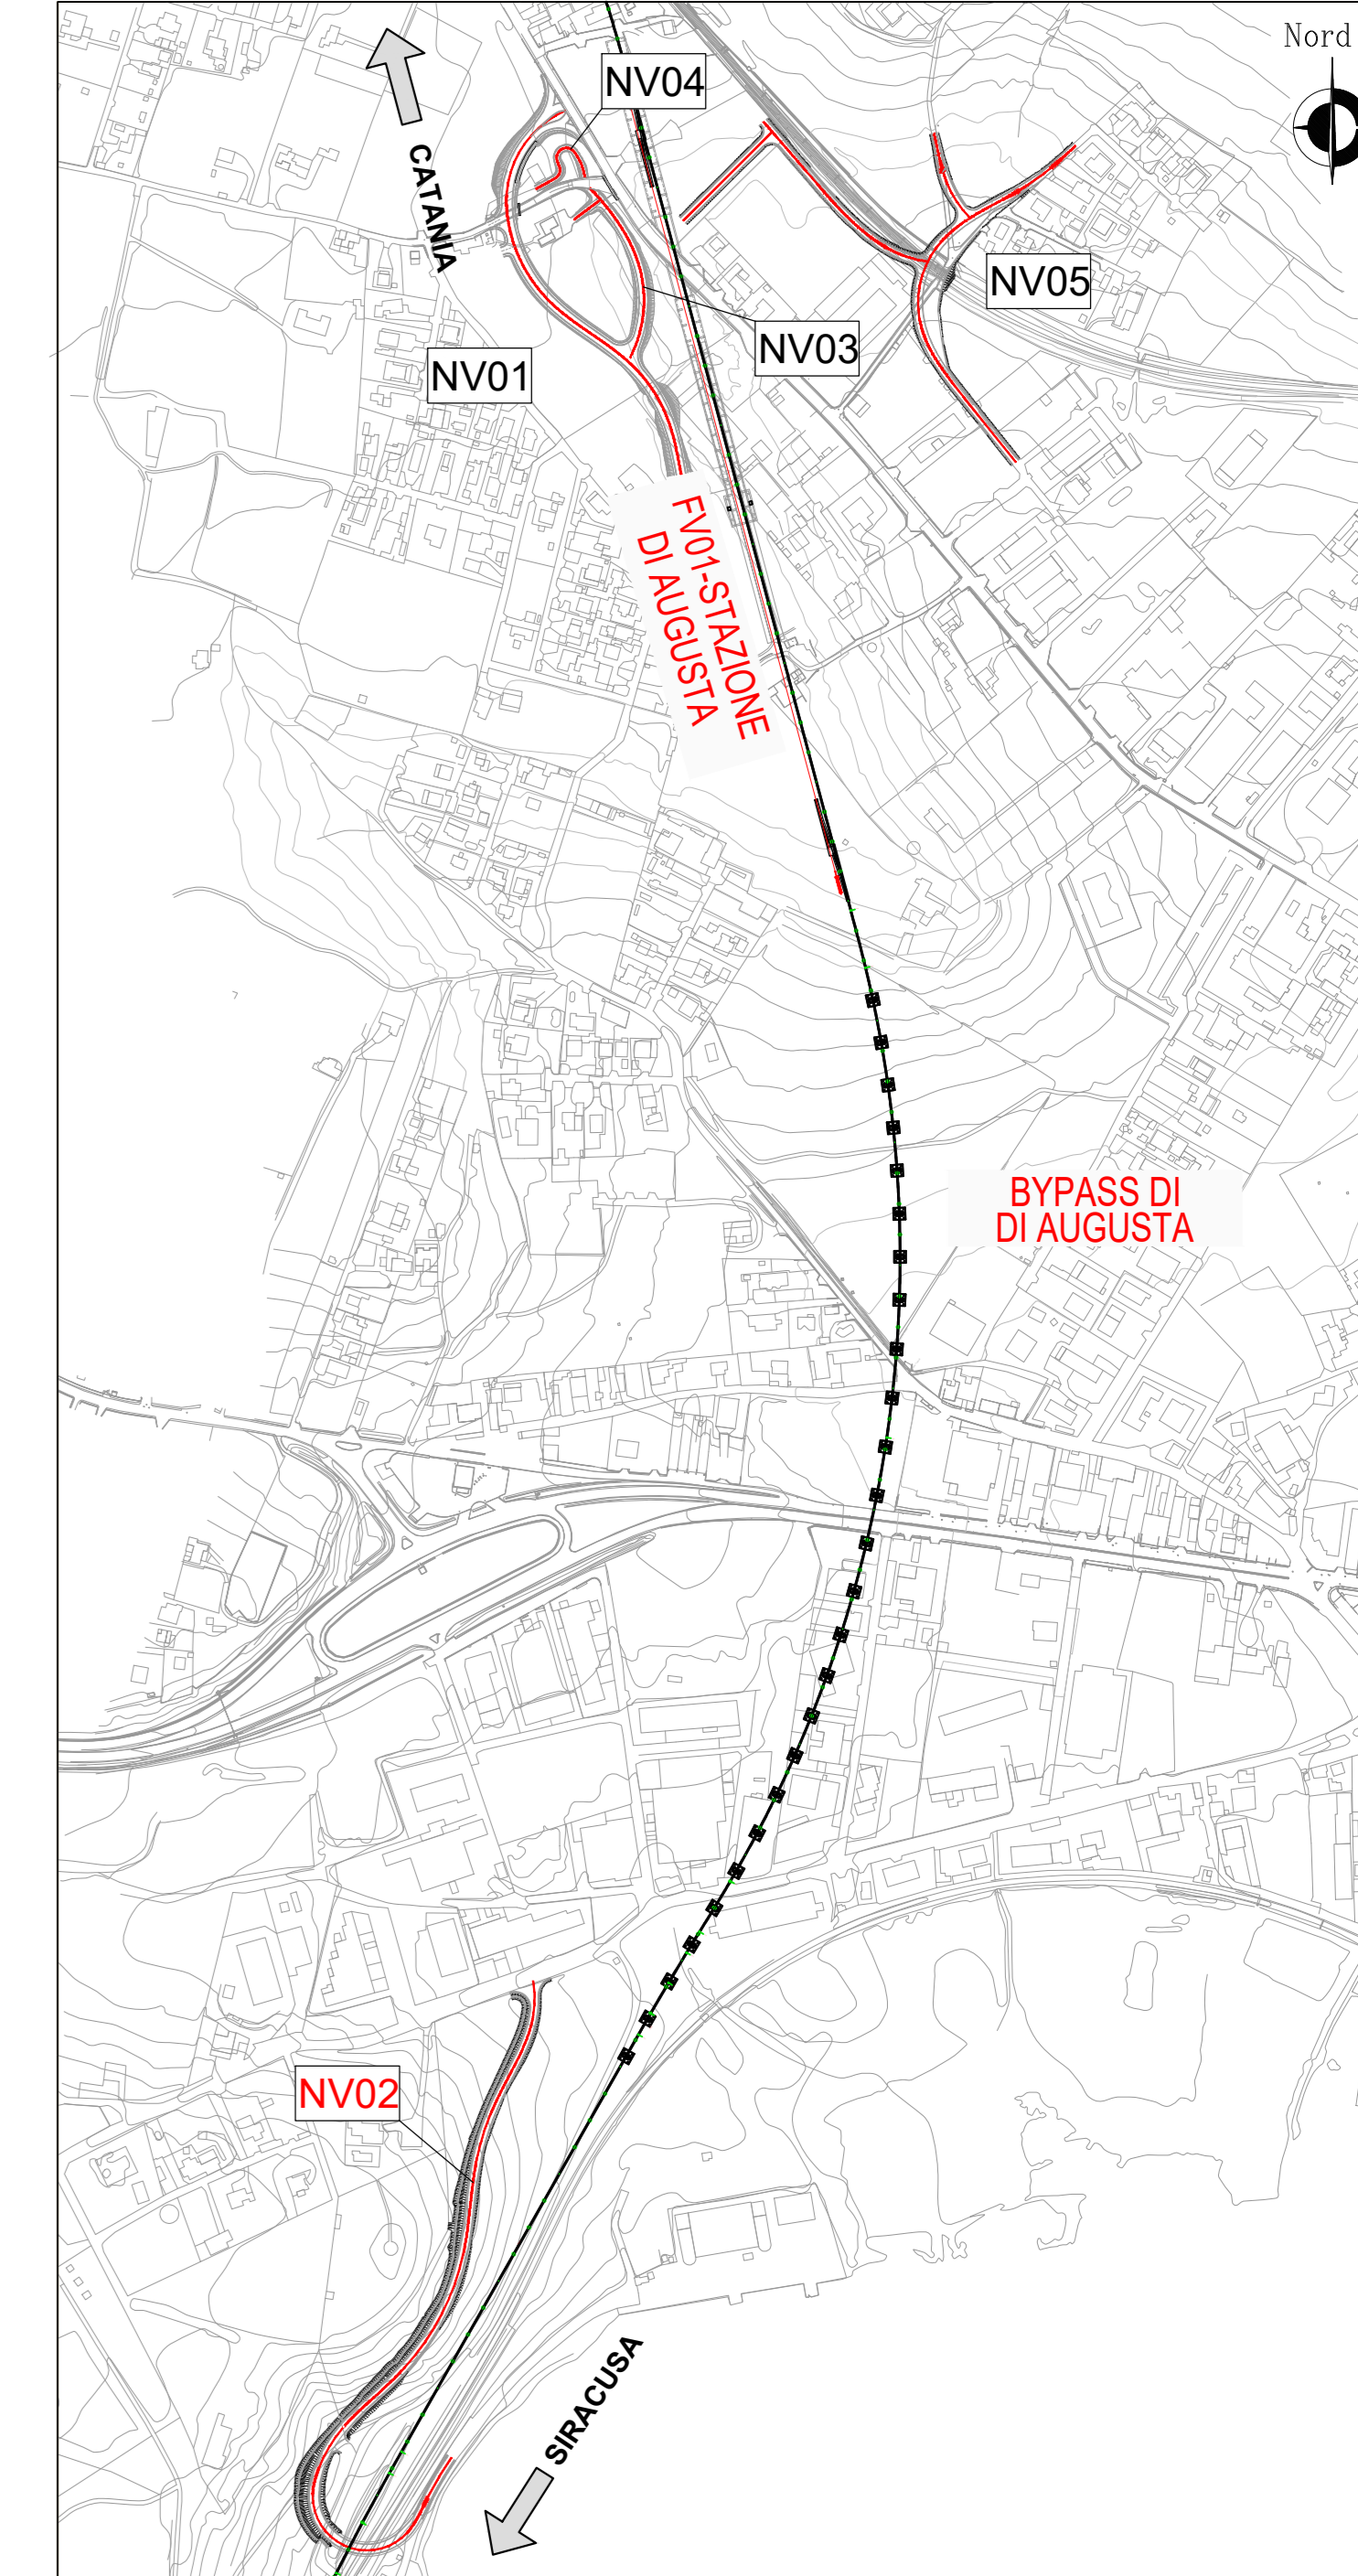 Nord
NV04
CATANIA
NV05
NV03
NV01
FV01-STAZIONE
DI AUGUSTA
BYPASS DI
DI AUGUSTA
NV02
SIRACUSA